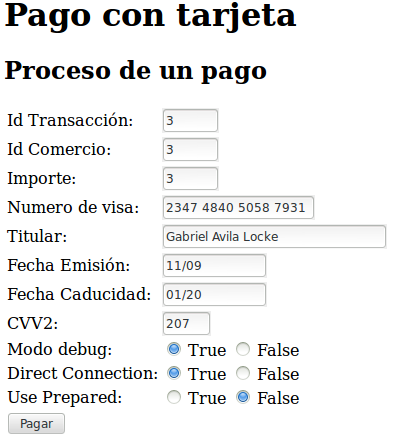 Pago con tarjeta
Proceso de un pago
Id Transacción: 3
Id Comercio: 3
Importe: 3
Numero de visa: 2347 4840 5058 7931
Titular: Gabriel Avila Locke
Fecha Emisión: 11/09
Fecha Caducidad: 01/20
CVV2: 207
Modo debug: True False
Direct Connection: True False
Use Prepared: True False
Pagar